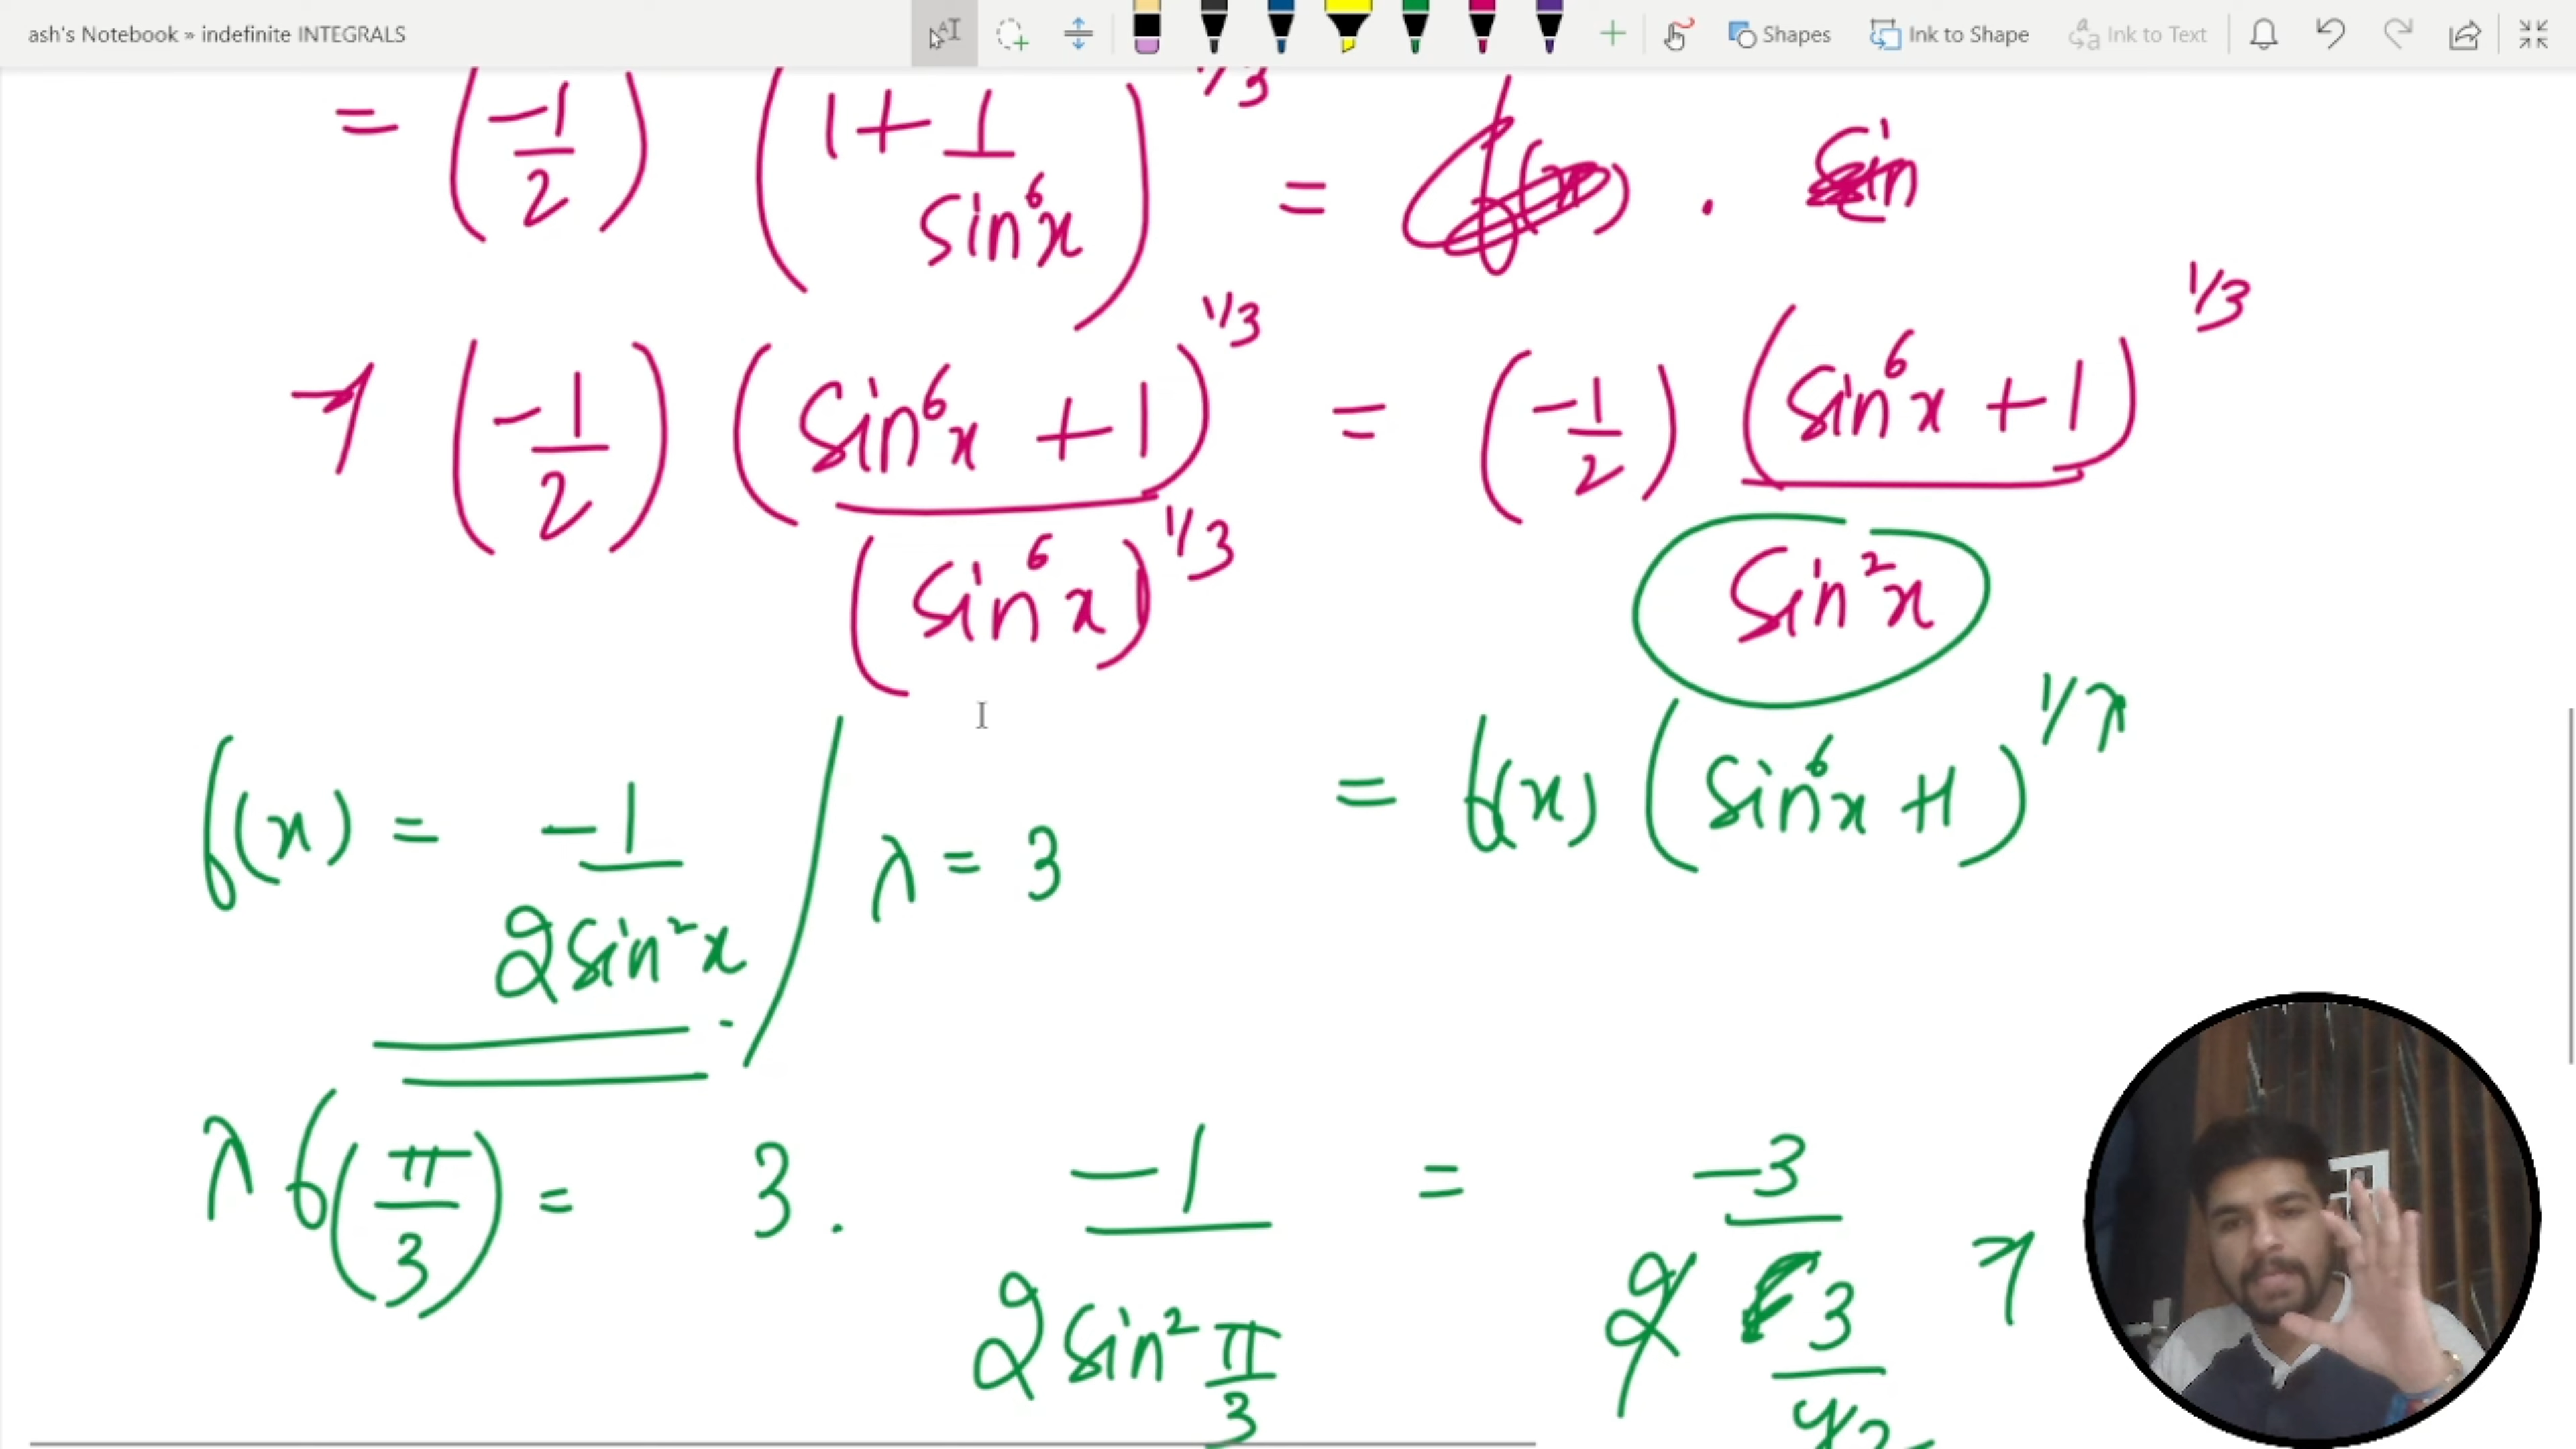 ash's Notebook » indefinite INTEGRALS
Shapes
Ink to Shape
Ink to Text
= (-1/2) (1 + 1/sin⁶x)^1/3 = f(x) . sin
→ (-1/2) (sin⁶x + 1)^1/3 / (sin⁶x)^1/3 = (-1/2) (sin⁶x + 1)^1/3 / sin²x
= f(x) (sin⁶x + 1)^1/λ
f(x) = -1 / 2sin²x
λ = 3
λ f(π/3) = 3 . -1 / 2 sin² π/3 = -3 / 2 3/4 →